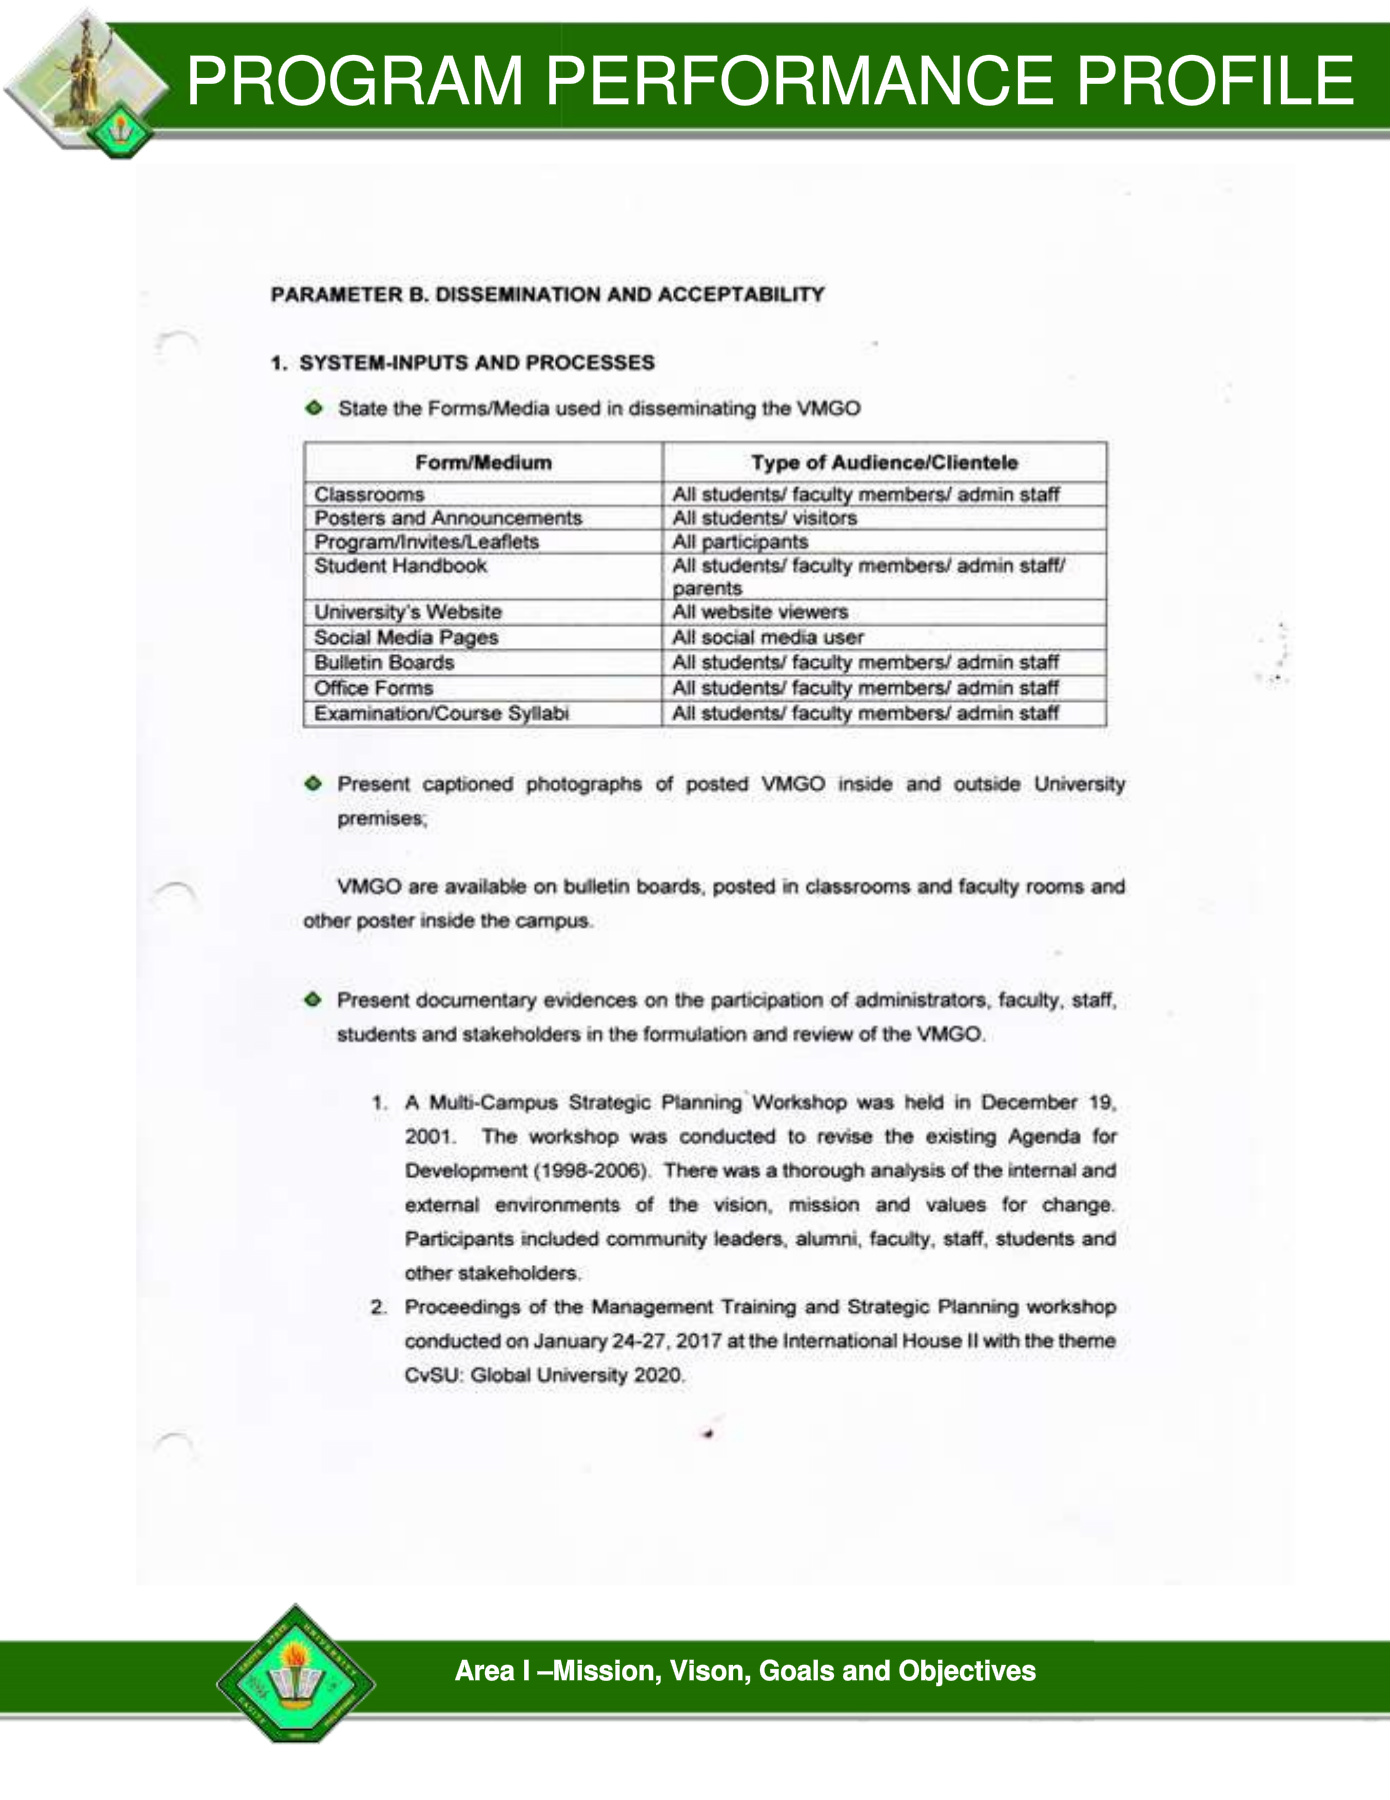 PROGRAM PERFORMANCE PROFILE
PARAMETER B. DISSEMINATION AND ACCEPTABILITY
1. SYSTEM-INPUTS AND PROCESSES
State the Forms/Media used in disseminating the VMGO
Form/Medium Type of Audience/Clientele
Classrooms All students/ faculty members/ admin staff
Posters and Announcements All students/ visitors
Program/Invites/Leaflets All participants
Student Handbook All students/ faculty members/ admin staff/
parents
University's Website All website viewers
Social Media Pages All social media user
Bulletin Boards All students/ faculty members/ admin staff
Office Forms All students/ faculty members/ admin staff
Examination/Course Syllabi All students/ faculty members/ admin staff
Present captioned photographs of posted VMGO inside and outside University
premises;
VMGO are available on bulletin boards, posted in classrooms and faculty rooms and
other poster inside the campus.
Present documentary evidences on the participation of administrators, faculty, staff,
students and stakeholders in the formulation and review of the VMGO.
1. A Multi-Campus Strategic Planning Workshop was held in December 19,
2001. The workshop was conducted to revise the existing Agenda for
Development (1998-2006). There was a thorough analysis of the internal and
external environments of the vision, mission and values for change.
Participants included community leaders, alumni, faculty, staff, students and
other stakeholders.
2. Proceedings of the Management Training and Strategic Planning workshop
conducted on January 24-27, 2017 at the International House II with the theme
CvSU: Global University 2020.
Area I –Mission, Vison, Goals and Objectives